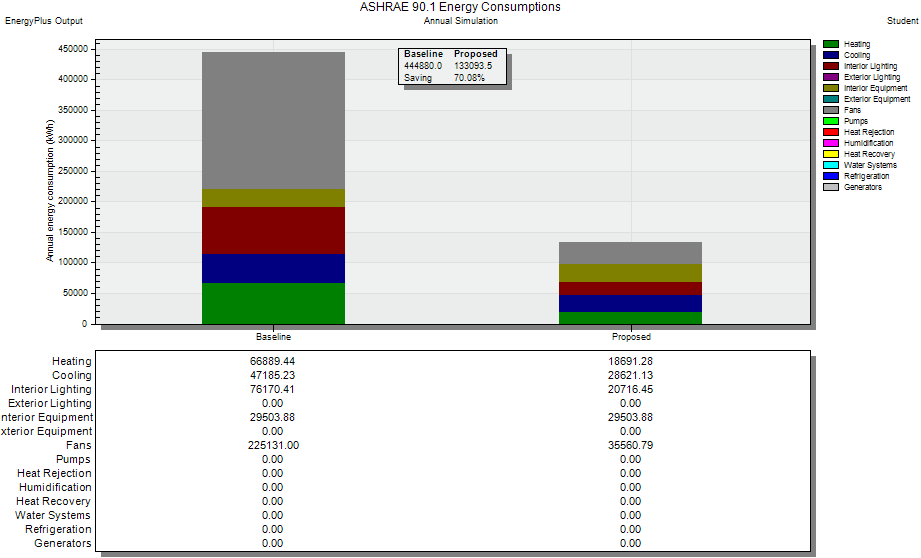 ASHRAE 90.1 Energy Consumptions
EnergyPlus Output
Annual Simulation
Student
Annual energy consumption (kWh)
450000
400000
350000
300000
250000
200000
150000
100000
50000
0
Baseline Proposed
444880.0 133093.5
Saving 70.08%
Heating
Cooling
Interior Lighting
Exterior Lighting
Interior Equipment
Exterior Equipment
Fans
Pumps
Heat Rejection
Humidification
Heat Recovery
Water Systems
Refrigeration
Generators
Baseline Proposed
Heating 66889.44 18691.28
Cooling 47185.23 28621.13
Interior Lighting 76170.41 20716.45
Exterior Lighting 0.00 0.00
nterior Equipment 29503.88 29503.88
xterior Equipment 0.00 0.00
Fans 225131.00 35560.79
Pumps 0.00 0.00
Heat Rejection 0.00 0.00
Humidification 0.00 0.00
Heat Recovery 0.00 0.00
Water Systems 0.00 0.00
Refrigeration 0.00 0.00
Generators 0.00 0.00